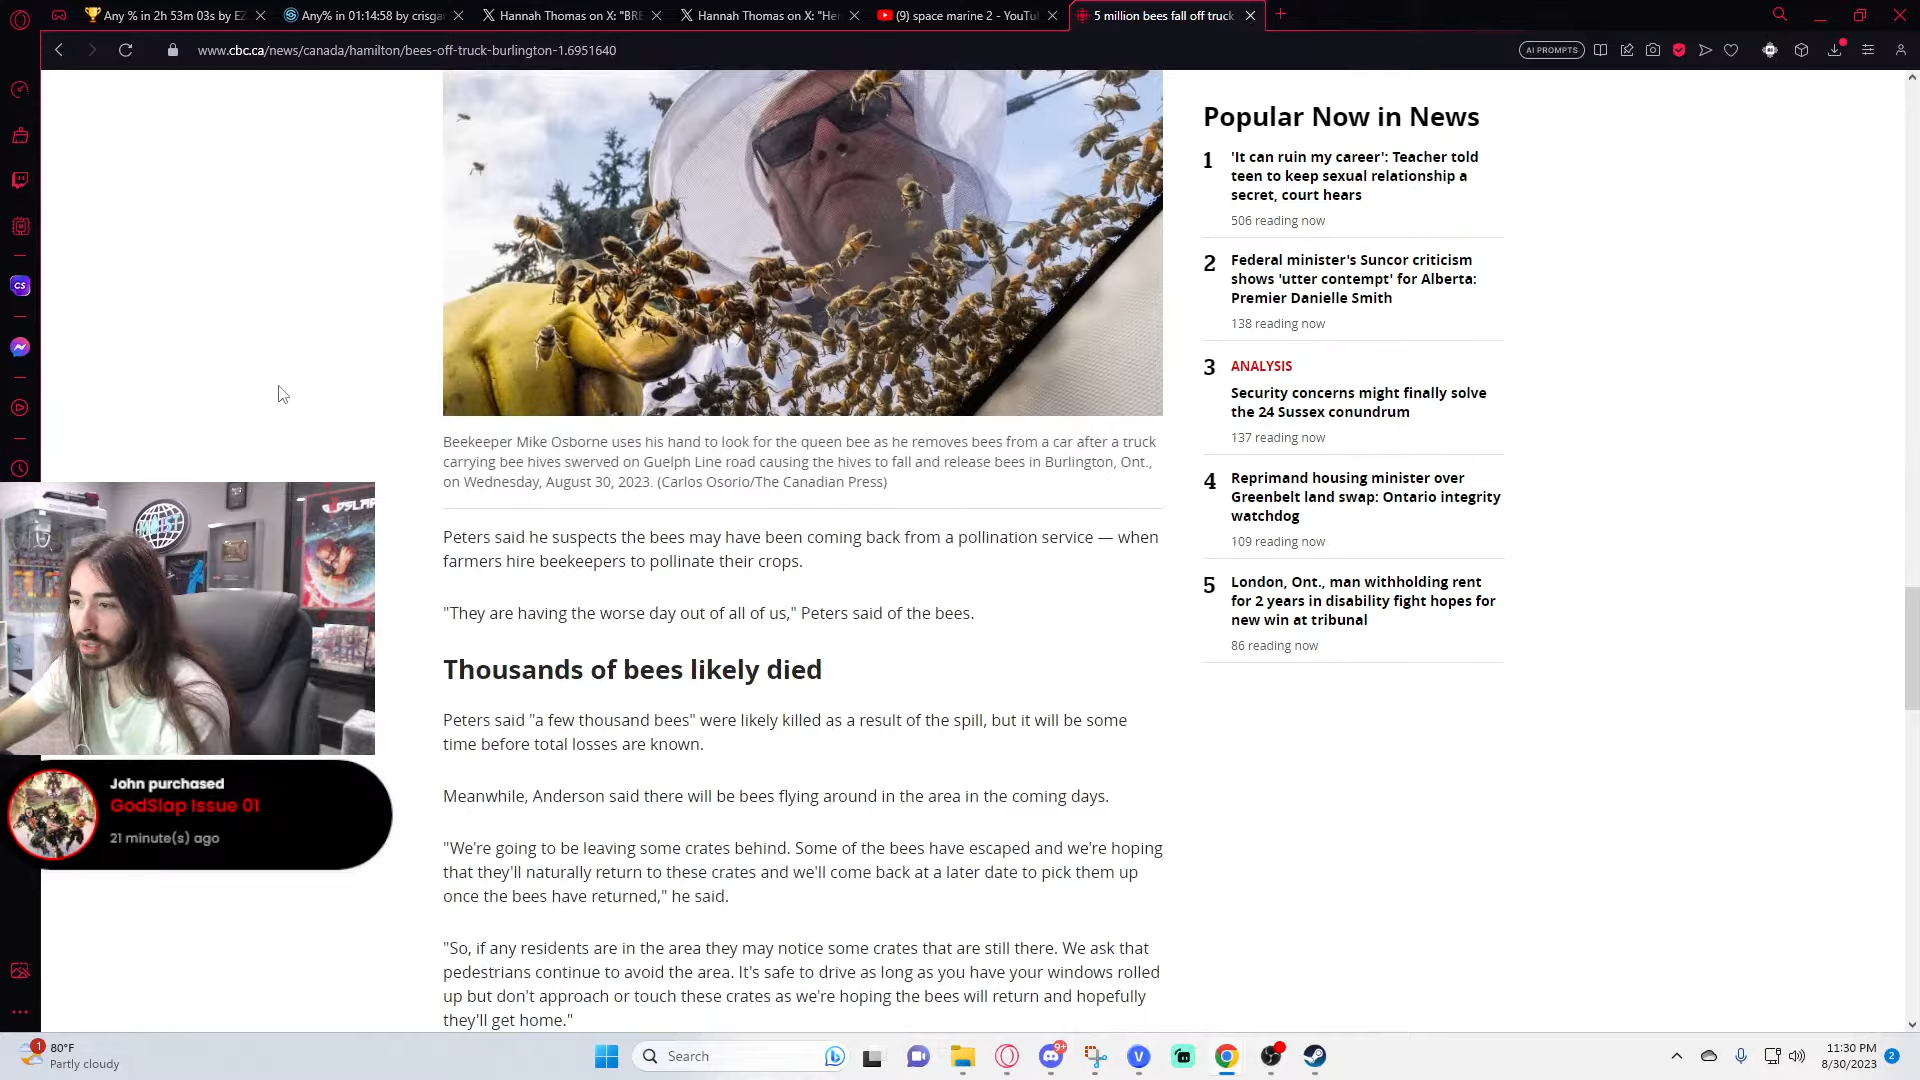 Any % in 2h 53m 03s by EZ
Any% in 01:14:58 by crisga
Hannah Thomas on X: "BRE
Hannah Thomas on X: "He
(9) space marine 2 - YouTu
5 million bees fall off truck
www.cbc.ca/news/canada/hamilton/bees-off-truck-burlington-1.6951640
AI PROMPTS
CS
Beekeeper Mike Osborne uses his hand to look for the queen bee as he removes bees from a car after a truck
carrying bee hives swerved on Guelph Line road causing the hives to fall and release bees in Burlington, Ont.,
on Wednesday, August 30, 2023. (Carlos Osorio/The Canadian Press)
Peters said he suspects the bees may have been coming back from a pollination service — when
farmers hire beekeepers to pollinate their crops.
"They are having the worse day out of all of us," Peters said of the bees.
Thousands of bees likely died
Peters said "a few thousand bees" were likely killed as a result of the spill, but it will be some
time before total losses are known.
Meanwhile, Anderson said there will be bees flying around in the area in the coming days.
"We're going to be leaving some crates behind. Some of the bees have escaped and we're hoping
that they'll naturally return to these crates and we'll come back at a later date to pick them up
once the bees have returned," he said.
"So, if any residents are in the area they may notice some crates that are still there. We ask that
pedestrians continue to avoid the area. It's safe to drive as long as you have your windows rolled
up but don't approach or touch these crates as we're hoping the bees will return and hopefully
they'll get home."
Popular Now in News
1
'It can ruin my career': Teacher told
teen to keep sexual relationship a
secret, court hears
506 reading now
2
Federal minister's Suncor criticism
shows 'utter contempt' for Alberta:
Premier Danielle Smith
138 reading now
3
ANALYSIS
Security concerns might finally solve
the 24 Sussex conundrum
137 reading now
4
Reprimand housing minister over
Greenbelt land swap: Ontario integrity
watchdog
109 reading now
5
London, Ont., man withholding rent
for 2 years in disability fight hopes for
new win at tribunal
86 reading now
MOIST
John purchased
GodSlap Issue 01
21 minute(s) ago
1
80°F
Partly cloudy
Search
9+
11:30 PM
8/30/2023
2